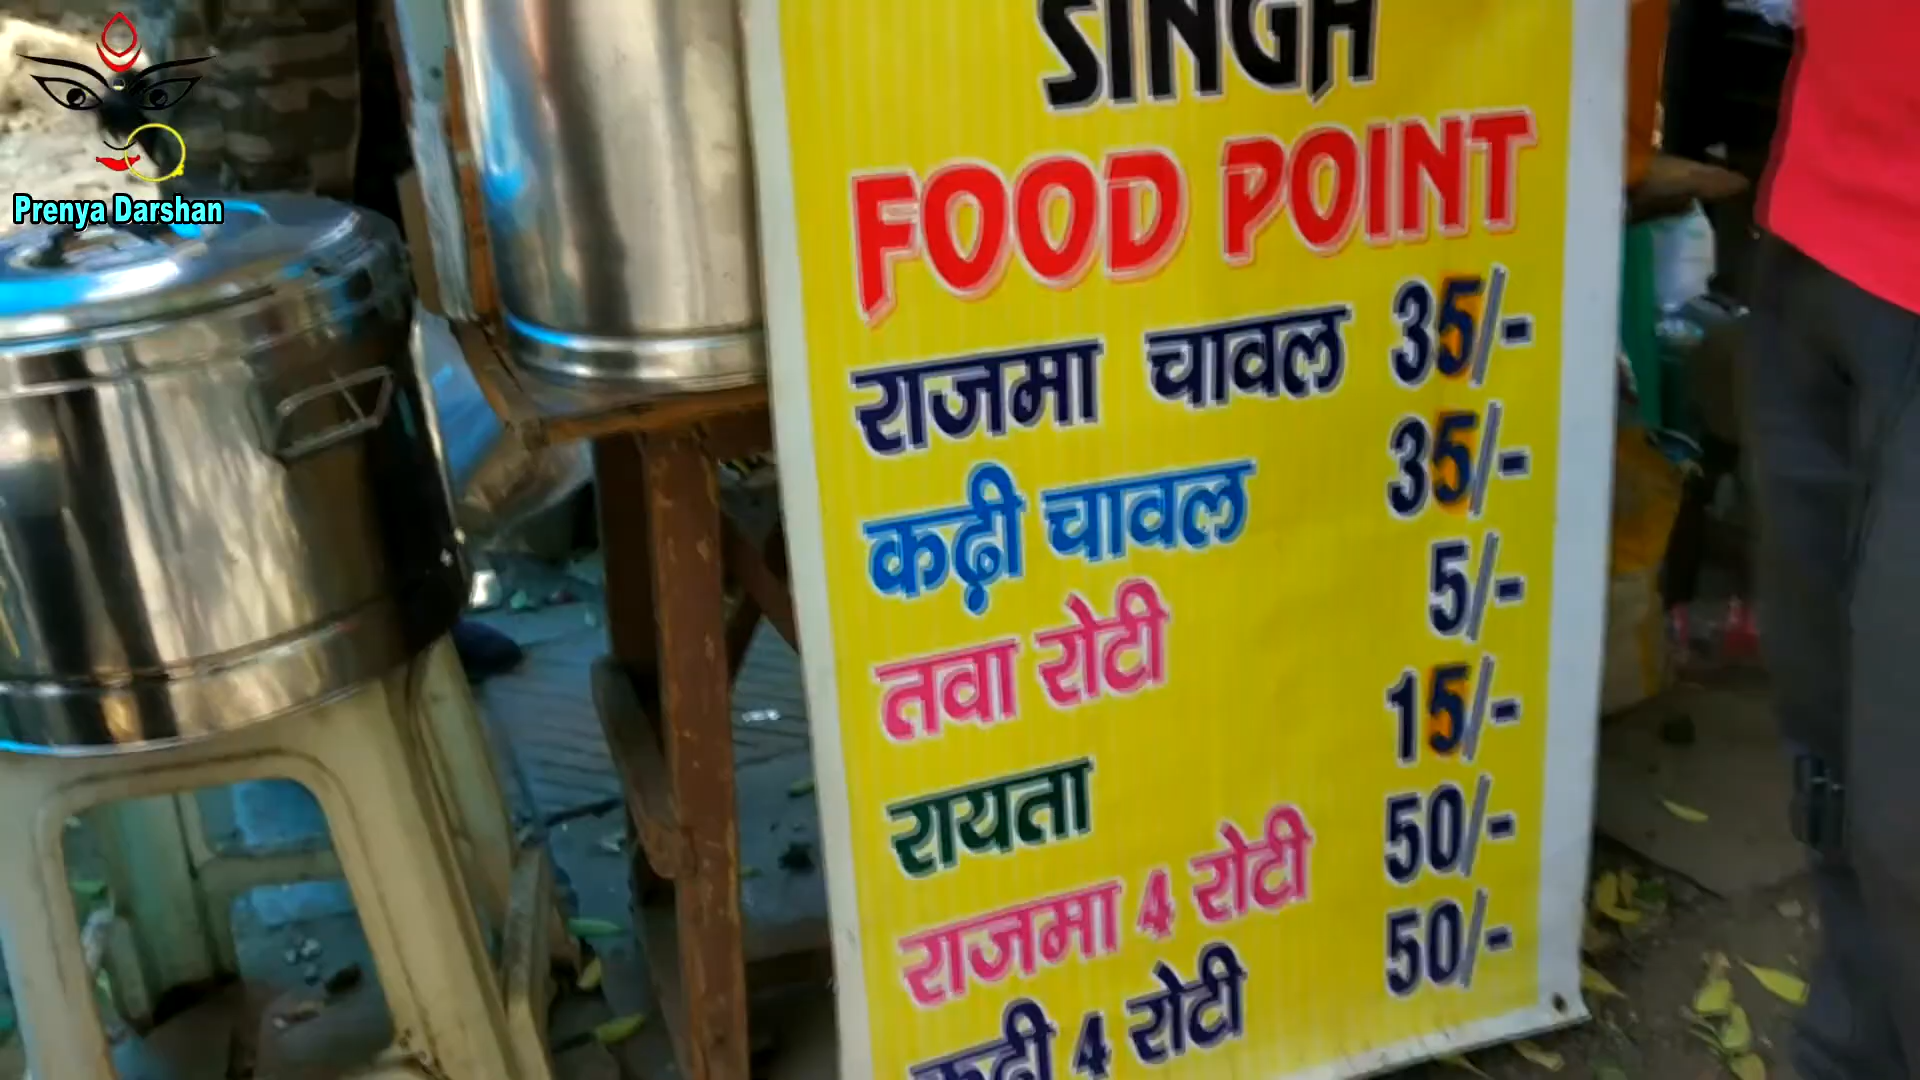 Prenya Darshan
SINGH
FOOD POINT
राजमा चावल 35/-
कढ़ी चावल 35/-
तवा रोटी 5/-
रायता 15/-
राजमा 4 रोटी 50/-
कढ़ी 4 रोटी 50/-